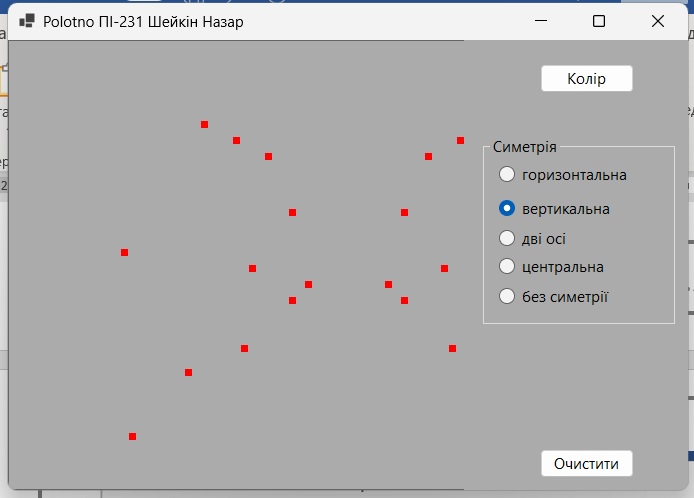 Polotno ПІ-231 Шейкін Назар
Колір
Симетрія
горизонтальна
вертикальна
дві осі
центральна
без симетрії
Очистити